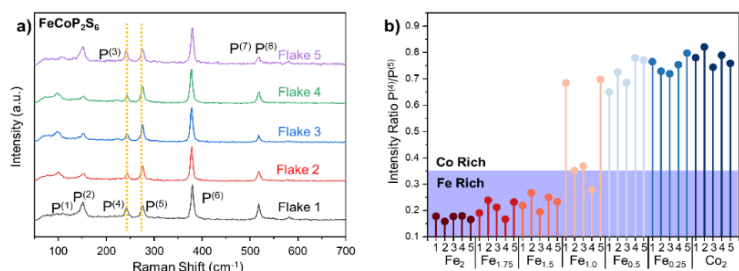 a)
FeCoP₂S₆
P⁽³⁾
P⁽⁷⁾ P⁽⁸⁾
Flake 5
Flake 4
Flake 3
Flake 2
P⁽¹⁾ P⁽²⁾ P⁽⁴⁾ P⁽⁵⁾ P⁽⁶⁾
Flake 1
Intensity (a.u.)
100 200 300 400 500 600 700
Raman Shift (cm⁻¹)
b)
0.9
0.8
0.7
0.6
0.5
0.4
0.3
0.2
0.1
Intensity Ratio P⁽⁴⁾/P⁽⁵⁾
Co Rich
Fe Rich
1 2 3 4 5 1 2 3 4 5 1 2 3 4 5 1 2 3 4 5 1 2 3 4 5 1 2 3 4 5 1 2 3 4 5
Fe₂ Fe₁.₇₅ Fe₁.₅ Fe₁.₀ Fe₀.₅ Fe₀.₂₅ Co₂